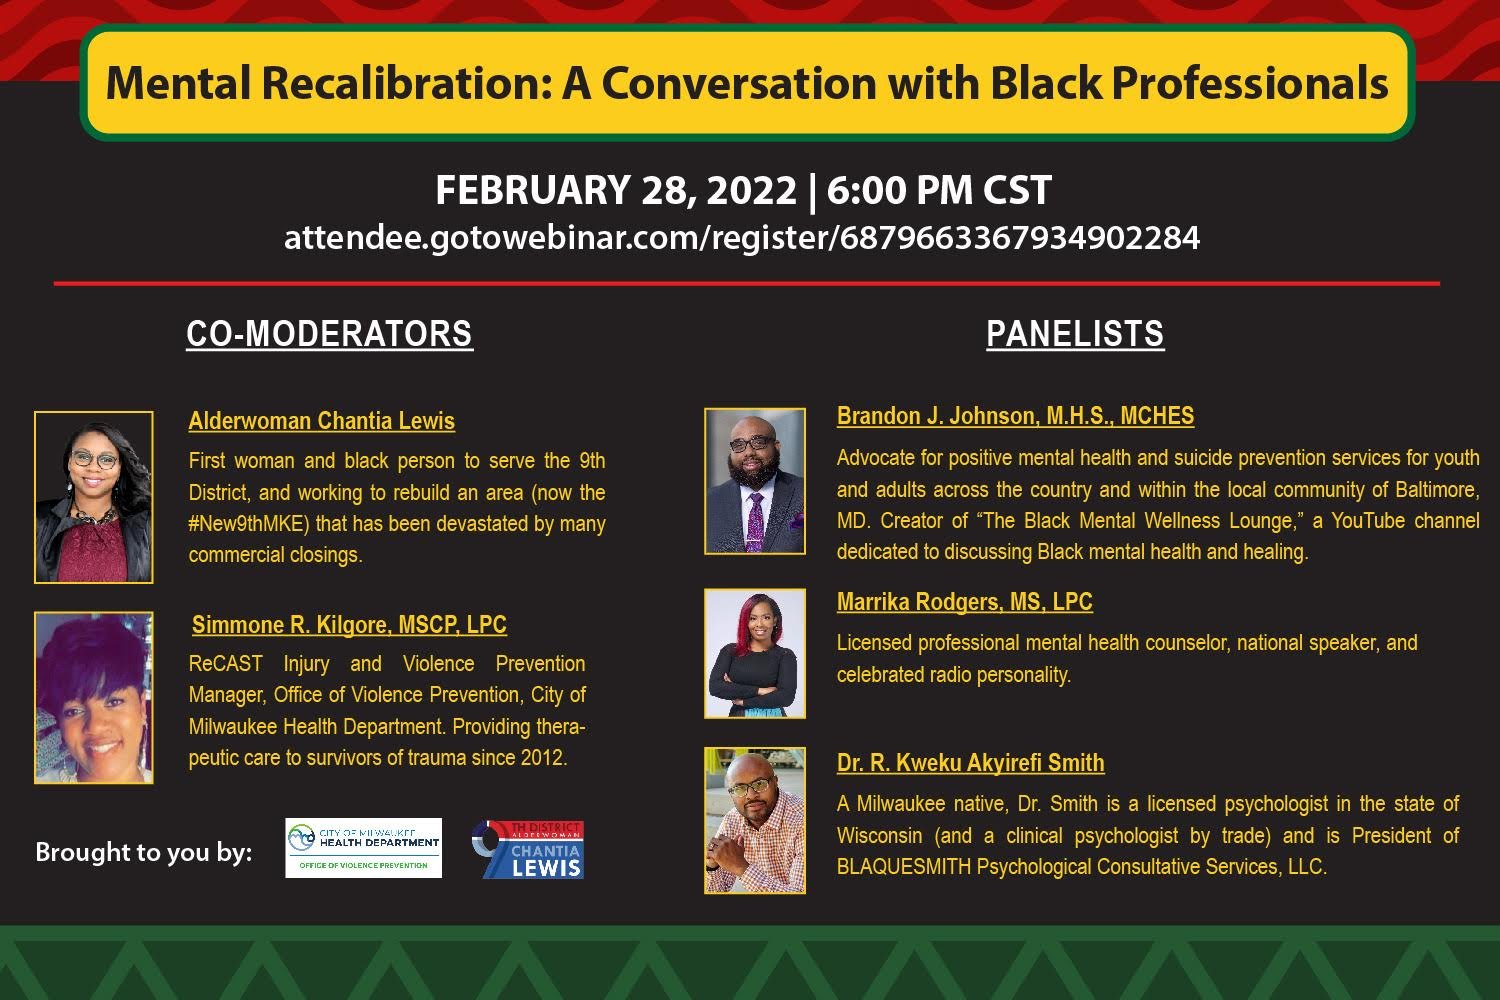 Mental Recalibration: A Conversation with Black Professionals
FEBRUARY 28, 2022 | 6:00 PM CST
attendee.gotowebinar.com/register/6879663367934902284
CO-MODERATORS
Alderwoman Chantia Lewis
First woman and black person to serve the 9th
District, and working to rebuild an area (now the
#New9thMKE) that has been devastated by many
commercial closings.
Simmone R. Kilgore, MSCP, LPC
ReCAST Injury and Violence Prevention
Manager, Office of Violence Prevention, City of
Milwaukee Health Department. Providing thera-
peutic care to survivors of trauma since 2012.
Brought to you by:
CITY OF MILWAUKEE
HEALTH DEPARTMENT
OFFICE OF VIOLENCE PREVENTION
9TH DISTRICT
ALDERWOMAN
CHANTIA
LEWIS
PANELISTS
Brandon J. Johnson, M.H.S., MCHES
Advocate for positive mental health and suicide prevention services for youth
and adults across the country and within the local community of Baltimore,
MD. Creator of “The Black Mental Wellness Lounge,” a YouTube channel
dedicated to discussing Black mental health and healing.
Marrika Rodgers, MS, LPC
Licensed professional mental health counselor, national speaker, and
celebrated radio personality.
Dr. R. Kweku Akyirefi Smith
A Milwaukee native, Dr. Smith is a licensed psychologist in the state of
Wisconsin (and a clinical psychologist by trade) and is President of
BLAQUESMITH Psychological Consultative Services, LLC.